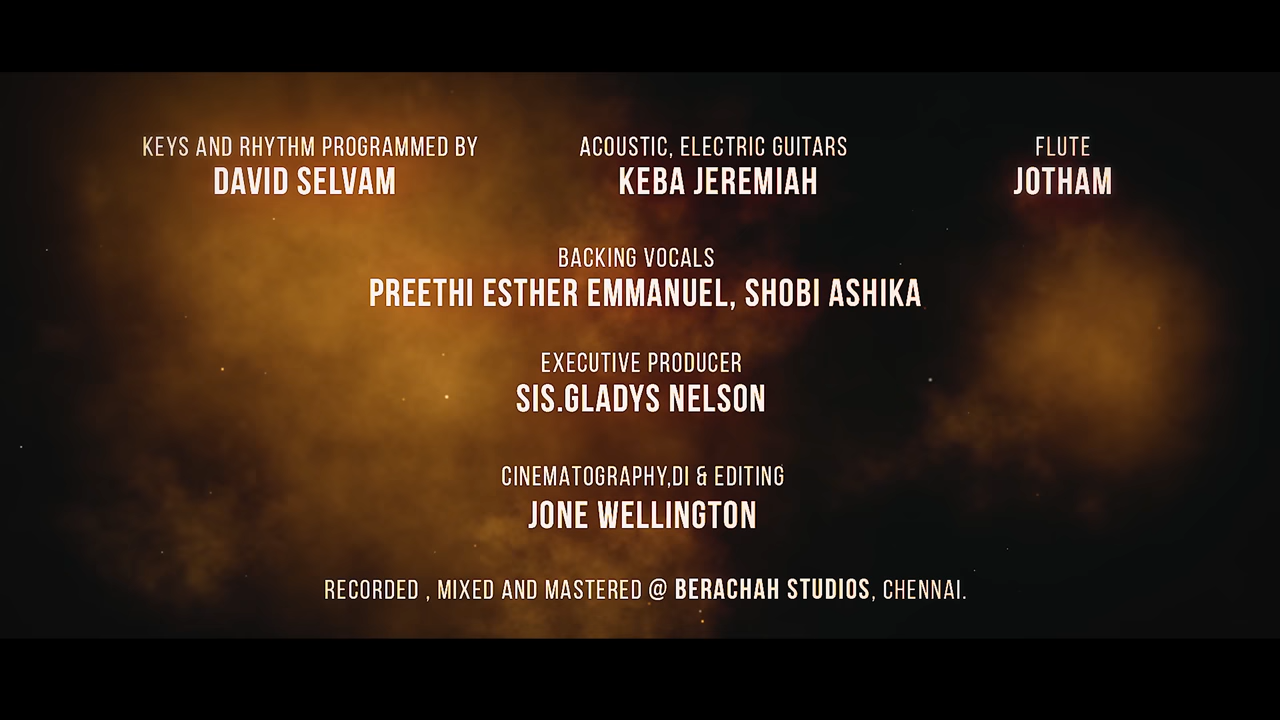 KEYS AND RHYTHM PROGRAMMED BY
DAVID SELVAM
ACOUSTIC, ELECTRIC GUITARS
KEBA JEREMIAH
FLUTE
JOTHAM
BACKING VOCALS
PREETHI ESTHER EMMANUEL, SHOBI ASHIKA
EXECUTIVE PRODUCER
SIS.GLADYS NELSON
CINEMATOGRAPHY,DI & EDITING
JONE WELLINGTON
RECORDED , MIXED AND MASTERED @ BERACHAH STUDIOS, CHENNAI.